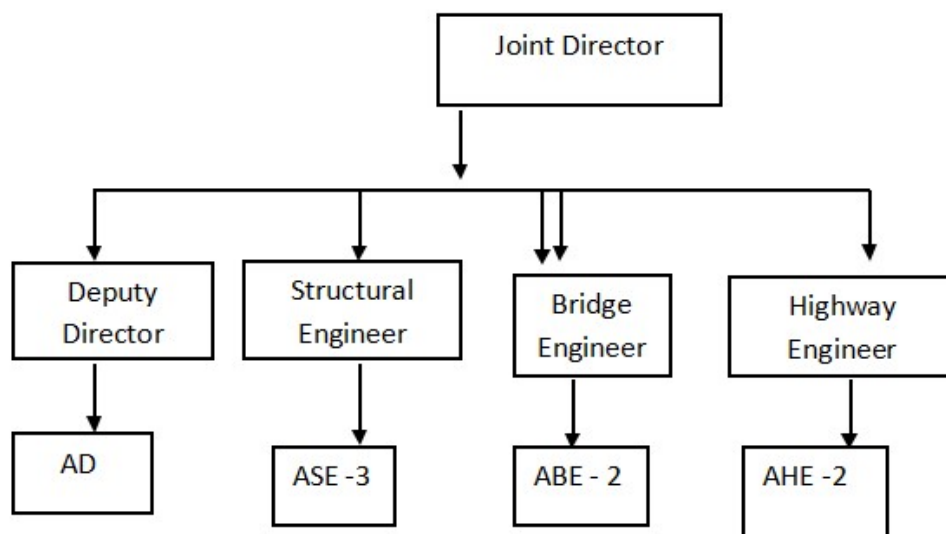 Joint Director
Deputy
Director
Structural
Engineer
Bridge
Engineer
Highway
Engineer
AD
ASE -3
ABE - 2
AHE -2